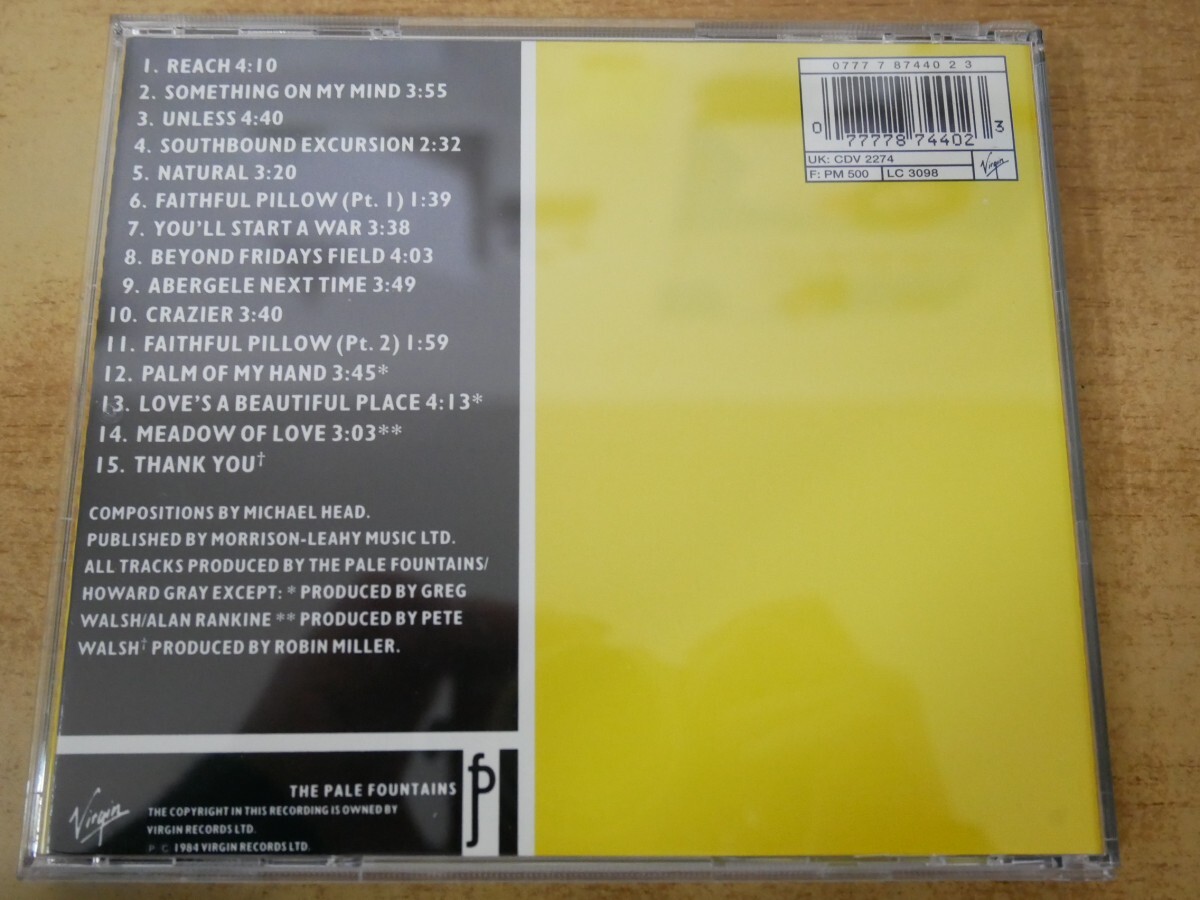 1. REACH 4:10
2. SOMETHING ON MY MIND 3:55
3. UNLESS 4:40
4. SOUTHBOUND EXCURSION 2:32
5. NATURAL 3:20
6. FAITHFUL PILLOW (Pt. 1) 1:39
7. YOU'LL START A WAR 3:38
8. BEYOND FRIDAYS FIELD 4:03
9. ABERGELE NEXT TIME 3:49
10. CRAZIER 3:40
11. FAITHFUL PILLOW (Pt. 2) 1:59
12. PALM OF MY HAND 3:45*
13. LOVE'S A BEAUTIFUL PLACE 4:13*
14. MEADOW OF LOVE 3:03**
15. THANK YOU†
COMPOSITIONS BY MICHAEL HEAD.
PUBLISHED BY MORRISON-LEAHY MUSIC LTD.
ALL TRACKS PRODUCED BY THE PALE FOUNTAINS/
HOWARD GRAY EXCEPT: * PRODUCED BY GREG
WALSH/ALAN RANKINE ** PRODUCED BY PETE
WALSH† PRODUCED BY ROBIN MILLER.
THE PALE FOUNTAINS
fp
Virgin
THE COPYRIGHT IN THIS RECORDING IS OWNED BY
VIRGIN RECORDS LTD.
P C 1984 VIRGIN RECORDS LTD.
0777 7 87440 2 3
0 77778 74402 3
UK: CDV 2274
F: PM 500 LC 3098
Virgin